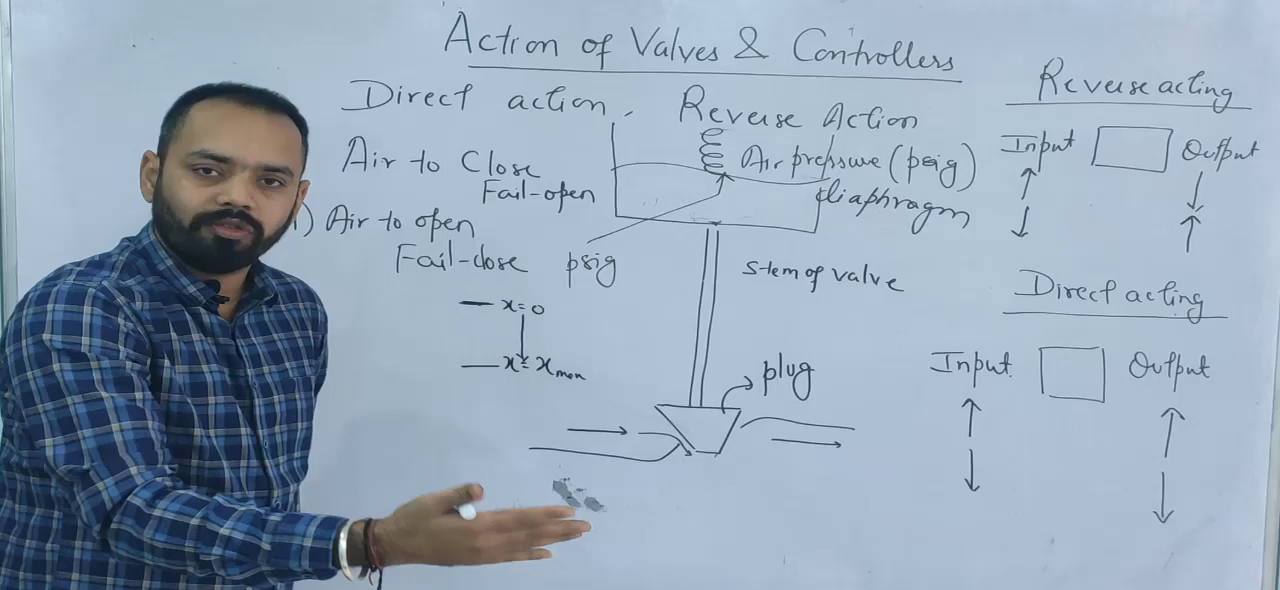 Action of Valves & Controllers
Direct action, Reverse Action
Air to Close
Fail-open
i) Air to open
Fail-close
psig
x=0
x=xmax
Air pressure (psig)
diaphragm
stem of valve
plug
Reverse acting
Input Output
Direct acting
Input Output